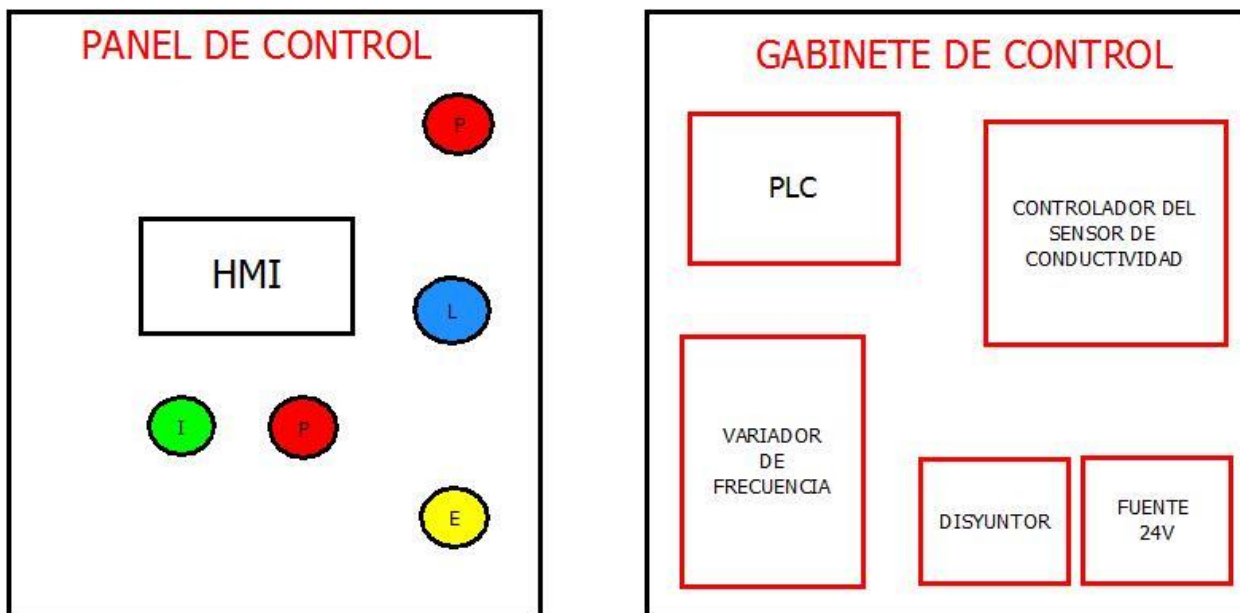 PANEL DE CONTROL
P
HMI
L
I
P
E
GABINETE DE CONTROL
PLC
CONTROLADOR DEL
SENSOR DE
CONDUCTIVIDAD
VARIADOR
DE
FRECUENCIA
DISYUNTOR
FUENTE
24V